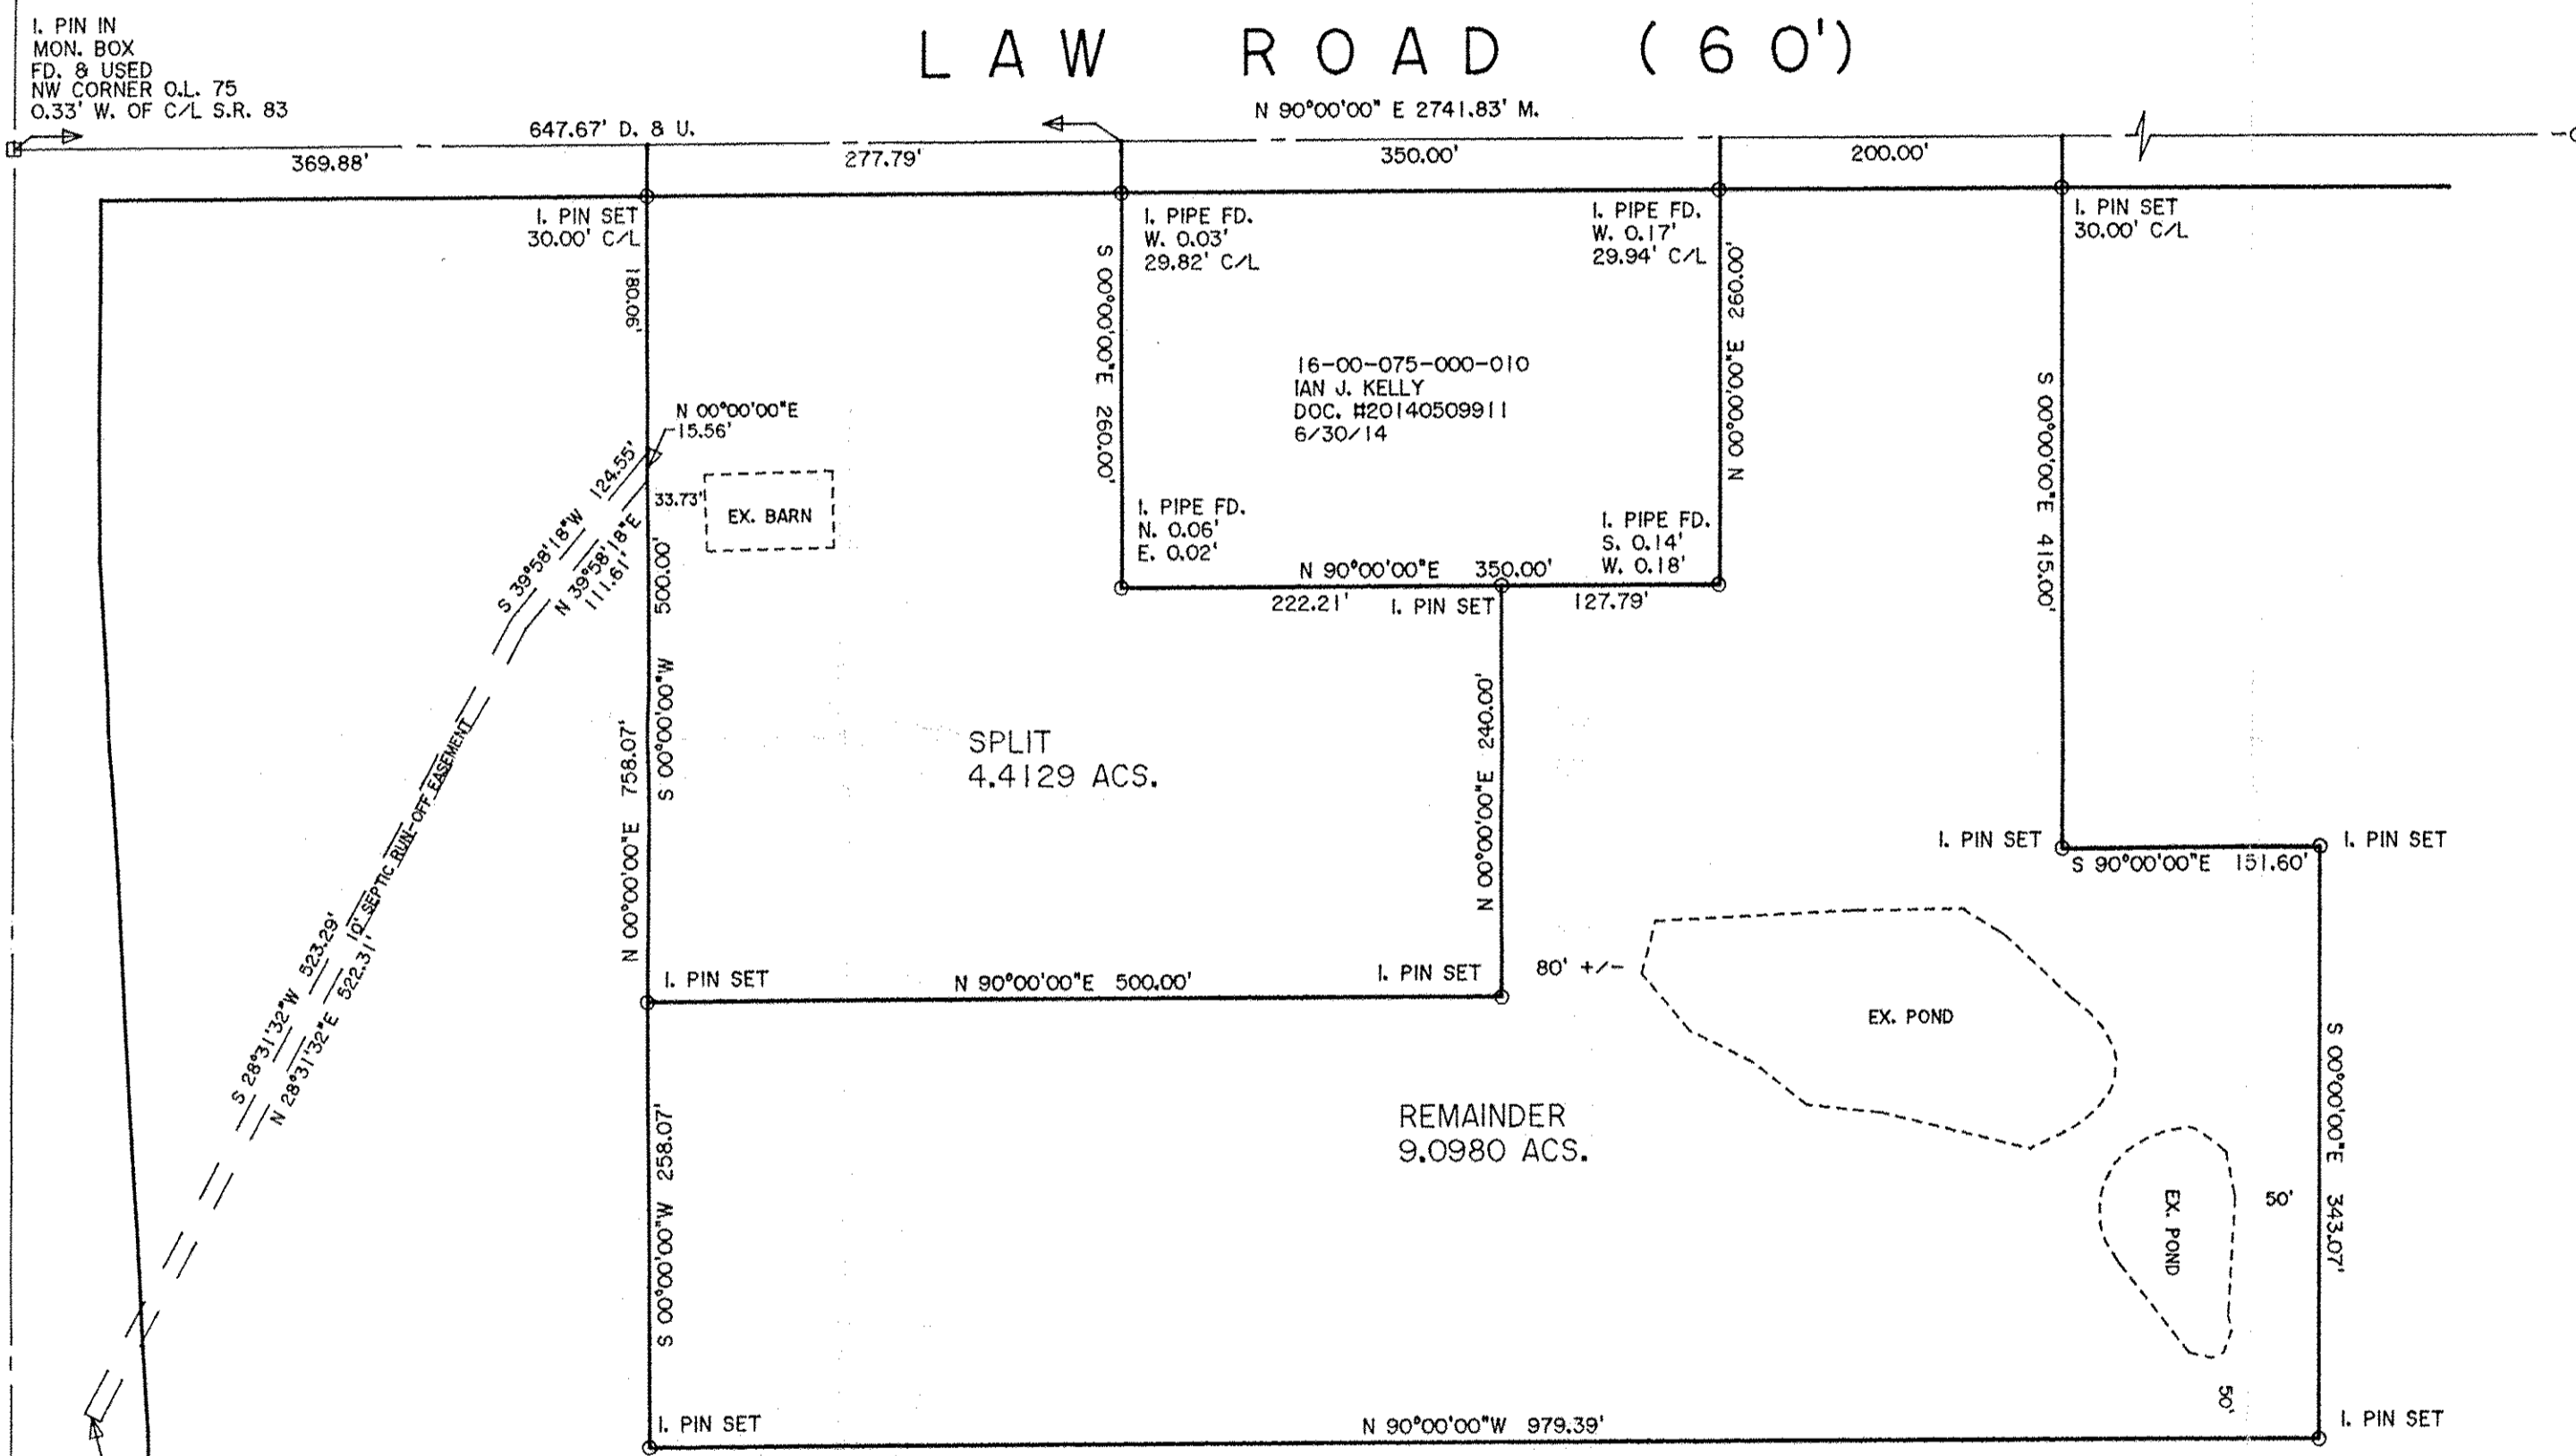 LAW ROAD (60')
I. PIN IN
MON. BOX
FD. & USED
NW CORNER O.L. 75
0.33' W. OF C/L S.R. 83
N 90°00'00" E 2741.83' M.
647.67' D. & U.
369.88'
277.79'
350.00'
200.00'
I. PIN SET
30.00' C/L
I. PIPE FD.
W. 0.03'
29.82' C/L
I. PIPE FD.
W. 0.17'
29.94' C/L
I. PIN SET
30.00' C/L
180.06'
S 00°00'00"E 260.00'
N 00°00'00"E 260.00'
S 00°00'00"E 415.00'
16-00-075-000-010
IAN J. KELLY
DOC. #20140509911
6/30/14
N 00°00'00"E
15.56'
S 39°58'18"W 124.55'
N 39°58'18"E
111.61'
33.73'
EX. BARN
I. PIPE FD.
N. 0.06'
E. 0.02'
I. PIPE FD.
S. 0.14'
W. 0.18'
N 90°00'00"E 350.00'
222.21'
I. PIN SET
127.79'
S 00°00'00"W 500.00'
N 00°00'00"E 758.07'
N 00°00'00"E 240.00'
SPLIT
4.4129 ACS.
10' SEPTIC RUN-OFF EASEMENT
S 28°31'32"W 523.29'
N 28°31'32"E 522.31'
I. PIN SET
I. PIN SET
S 90°00'00"E 151.60'
I. PIN SET
N 90°00'00"E 500.00'
I. PIN SET
80' +/-
EX. POND
S 00°00'00"E 343.07'
REMAINDER
9.0980 ACS.
S 00°00'00"W 258.07'
EX. POND
50'
50'
I. PIN SET
N 90°00'00"W 979.39'
I. PIN SET